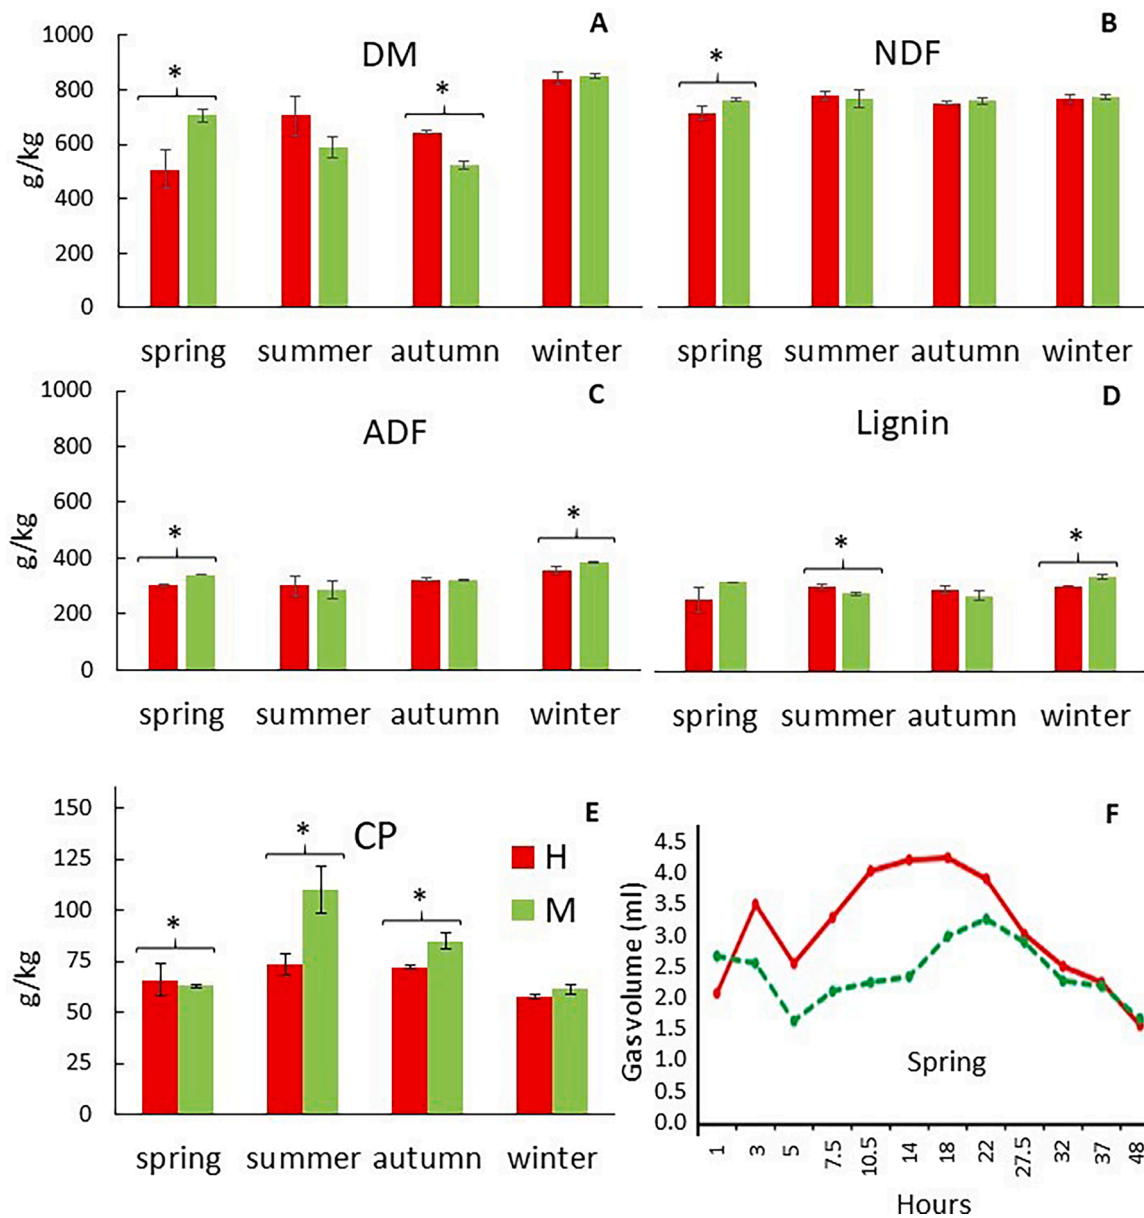 A
B
DM
NDF
1000
800
600
400
200
0
g/kg
*
*
*
spring
summer
autumn
winter
spring
summer
autumn
winter
C
D
ADF
Lignin
1000
800
600
400
200
0
g/kg
*
*
*
*
spring
summer
autumn
winter
spring
summer
autumn
winter
E
CP
150
125
100
75
50
25
0
g/kg
*
*
*
H
M
spring
summer
autumn
winter
F
4.5
4.0
3.5
3.0
2.5
2.0
1.5
1.0
0.5
0.0
Gas volume (ml)
Spring
1
3
5
7.5
10.5
14
18
22
27.5
32
37
48
Hours